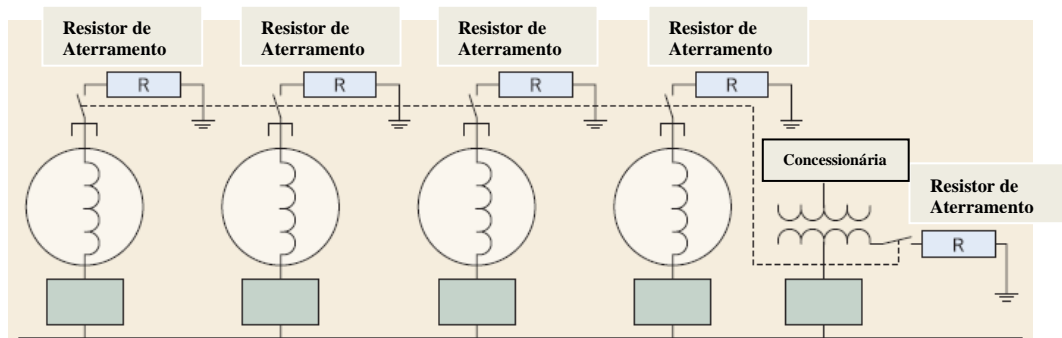 Resistor de
Aterramento
Resistor de
Aterramento
Resistor de
Aterramento
Resistor de
Aterramento
R
R
R
R
Concessionária
Resistor de
Aterramento
R